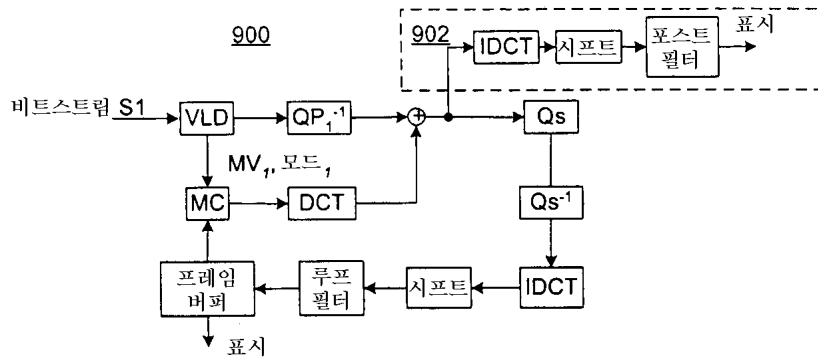 900
902
IDCT
시프트
포스트
필터
표시
비트스트림 S1
VLD
QP₁⁻¹
+
Qs
MV₁, 모드₁
MC
DCT
Qs⁻¹
프레임
버퍼
루프
필터
시프트
IDCT
표시